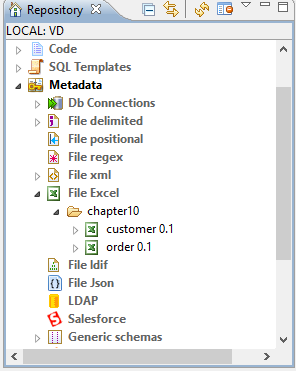 Repository
LOCAL: VD
Code
SQL Templates
Metadata
Db Connections
File delimited
File positional
File regex
File xml
File Excel
chapter10
customer 0.1
order 0.1
File ldif
File Json
LDAP
Salesforce
Generic schemas